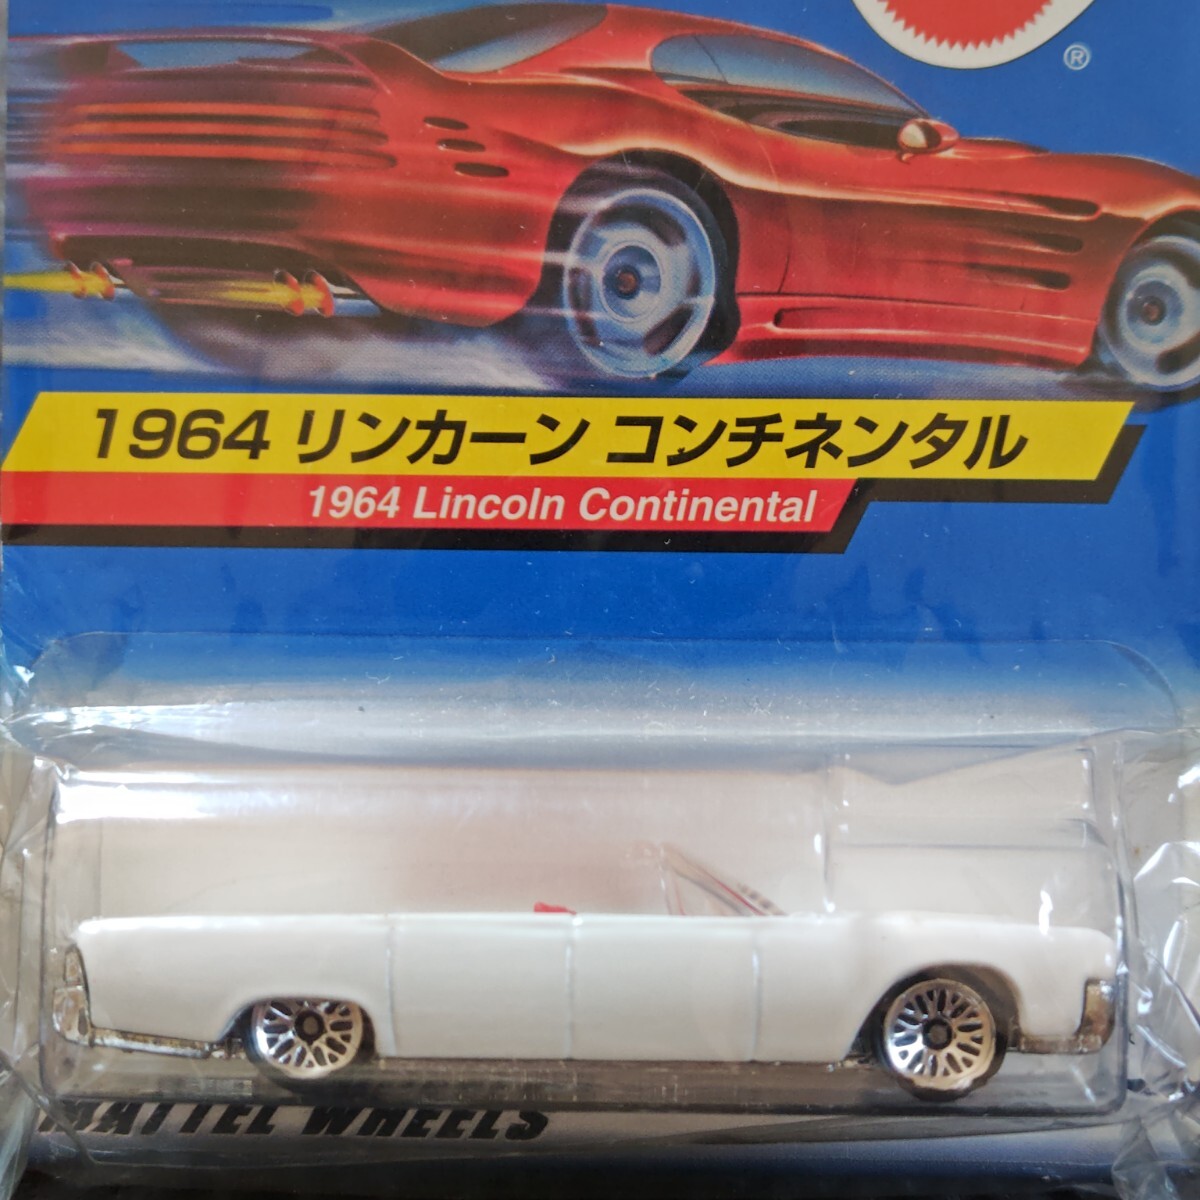 ®
1964 リンカーン コンチネンタル
1964 Lincoln Continental
MATTEL WHEELS